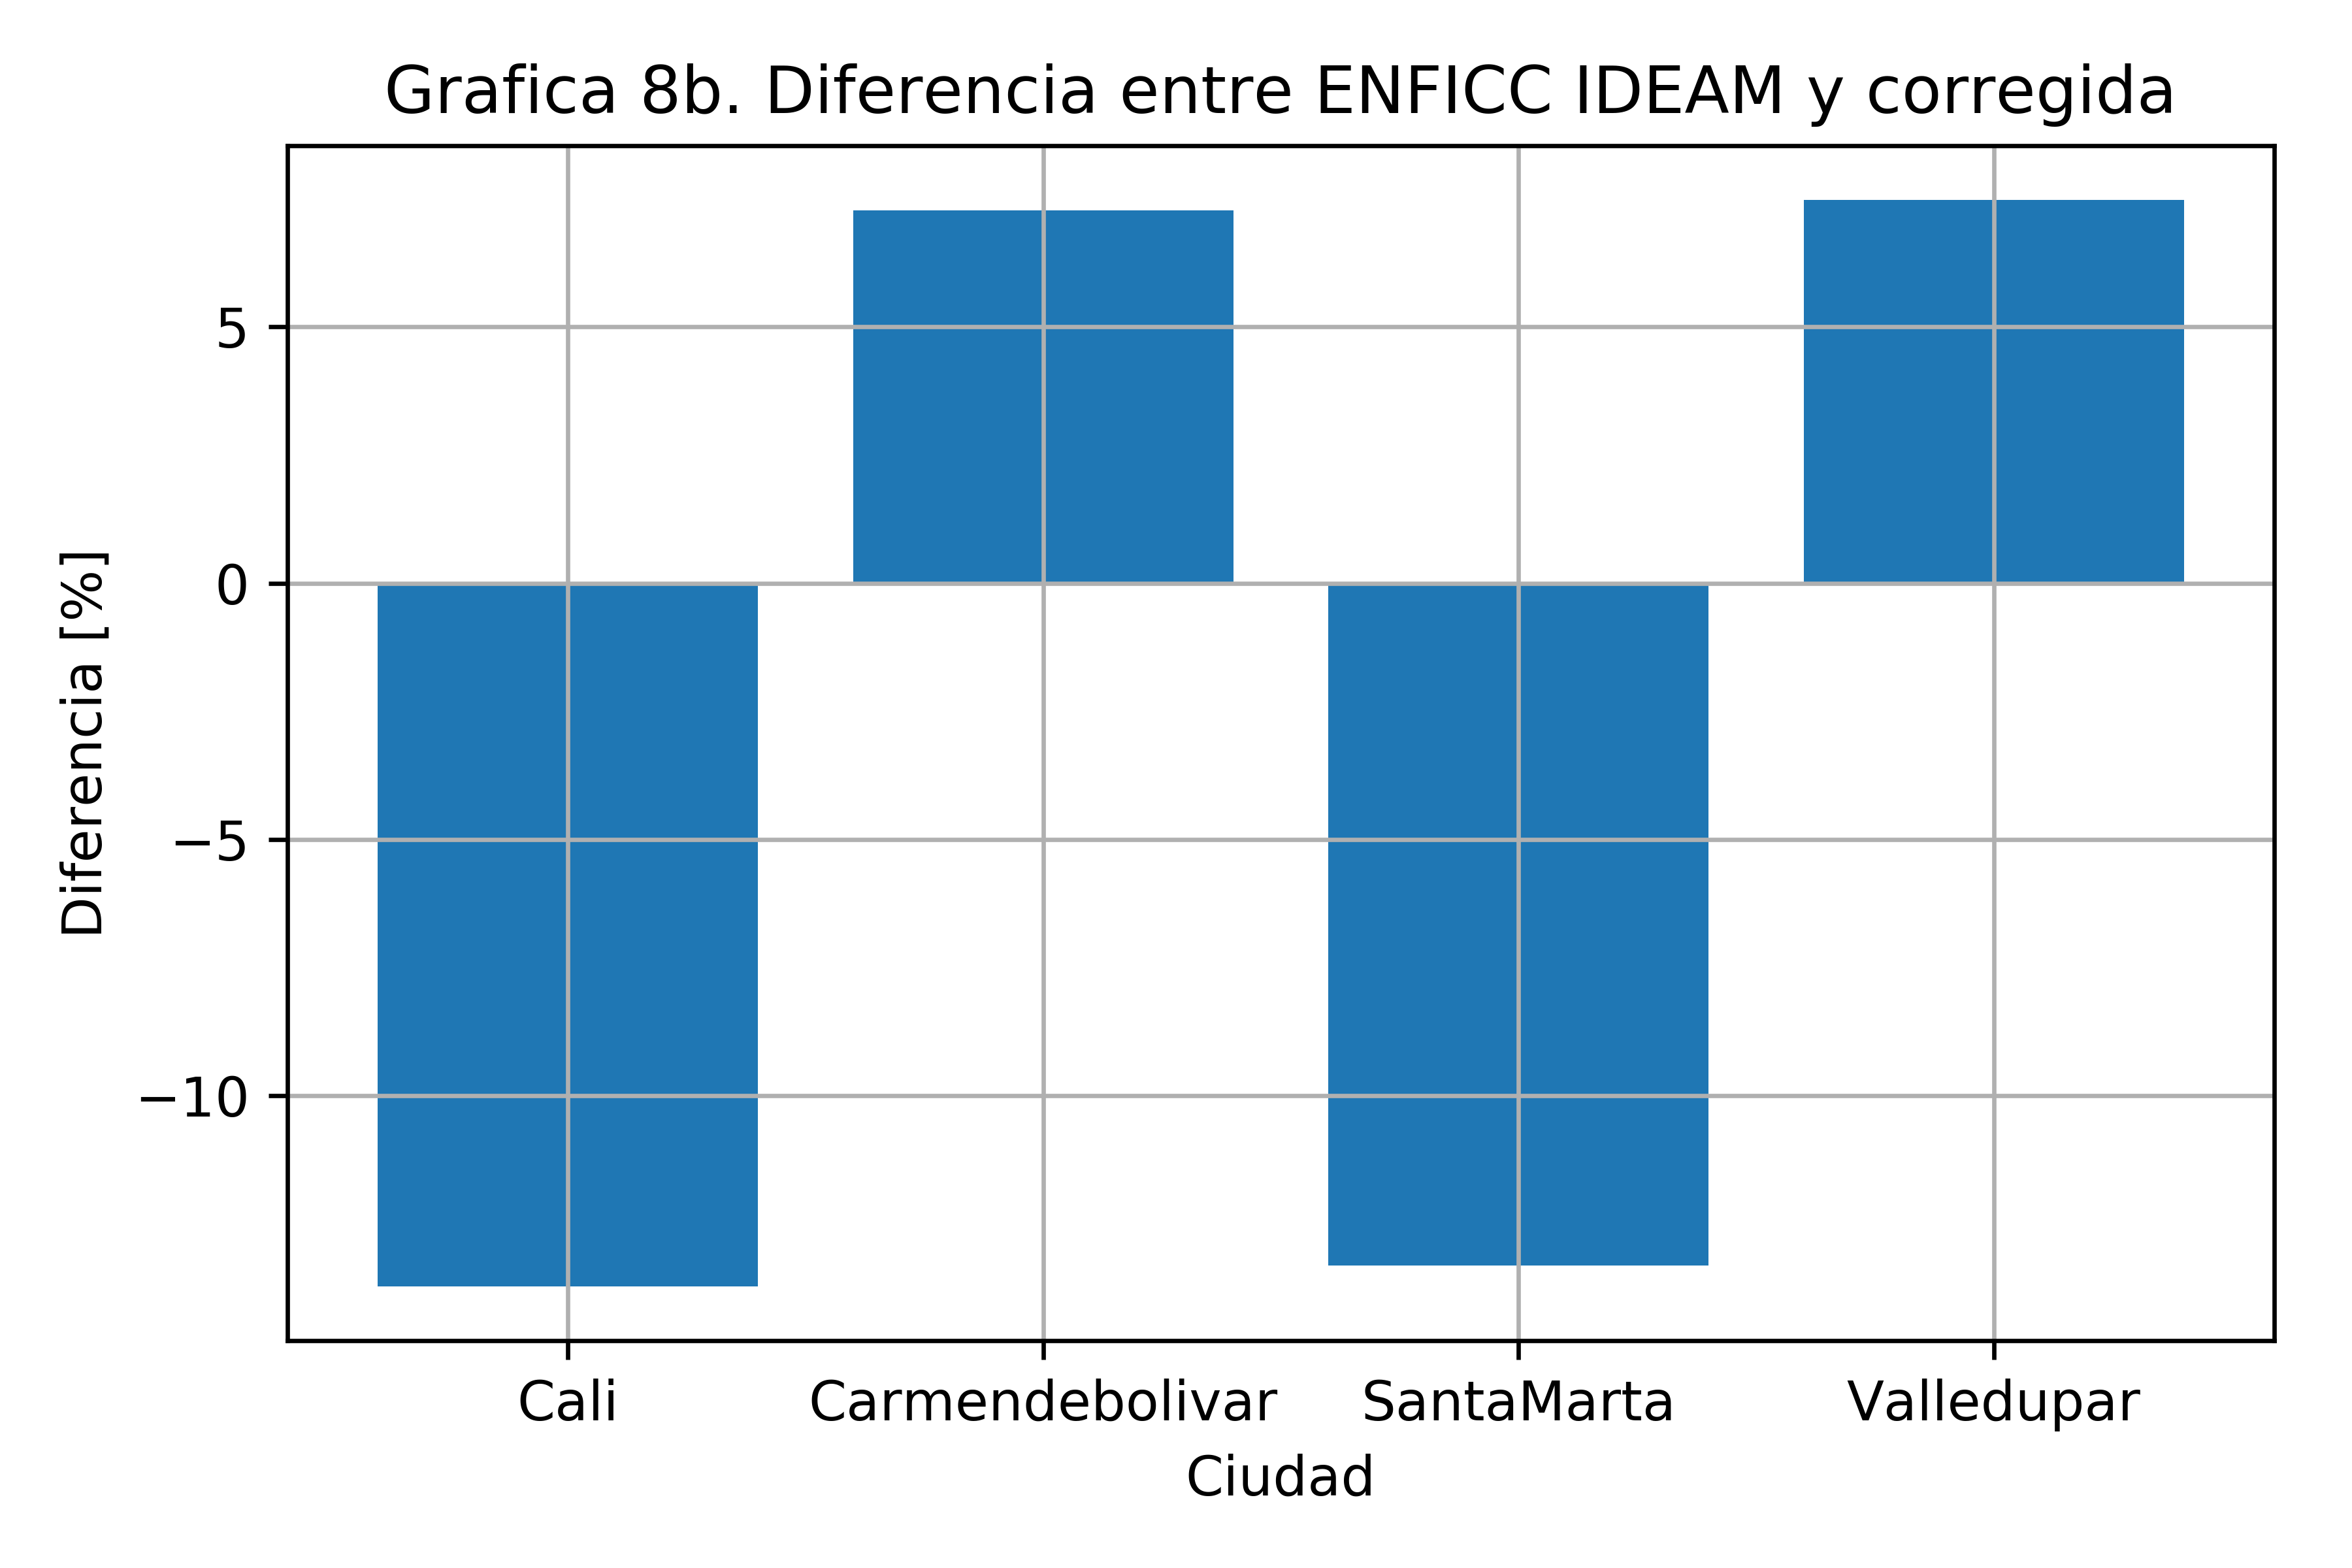 Grafica 8b. Diferencia entre ENFICC IDEAM y corregida
Diferencia [%]
5
0
−5
−10
Cali Carmendebolivar SantaMarta Valledupar
Ciudad